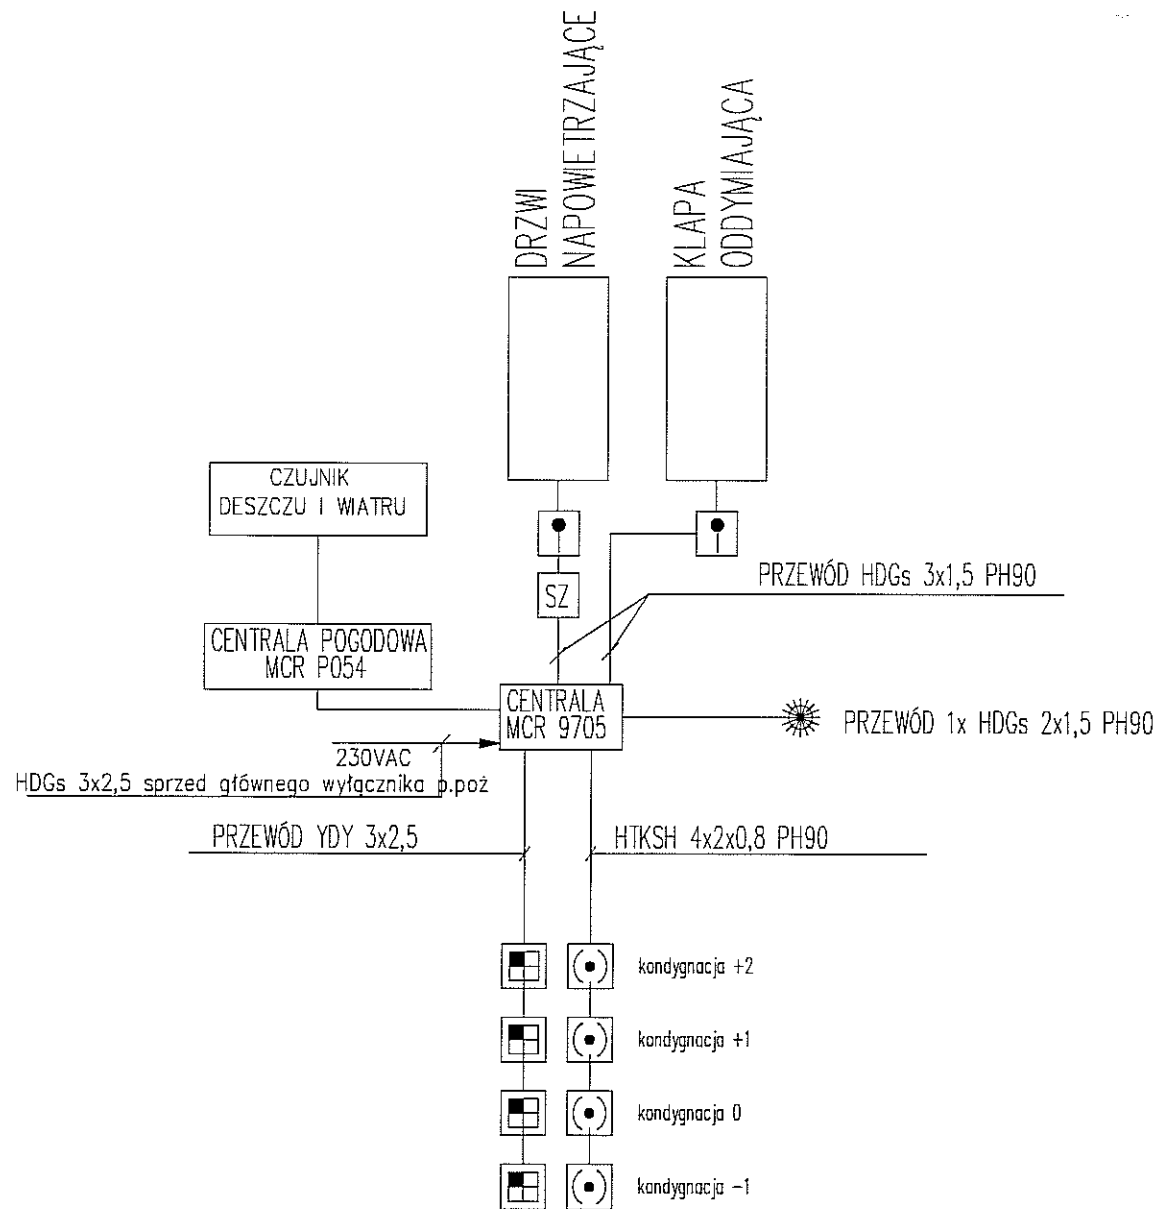 DRZWI
NAPOWIETRZAJĄCE
KLAPA
ODDYMIAJĄCA
CZUJNIK
DESZCZU I WIATRU
SZ
PRZEWÓD HDGs 3x1,5 PH90
CENTRALA POGODOWA
MCR P054
CENTRALA
MCR 9705
PRZEWÓD 1x HDGs 2x1,5 PH90
230VAC
HDGs 3x2,5 sprzed głównego wyłącznika p.poż
PRZEWÓD YDY 3x2,5
HTKSH 4x2x0,8 PH90
kondygnacja +2
kondygnacja +1
kondygnacja 0
kondygnacja -1